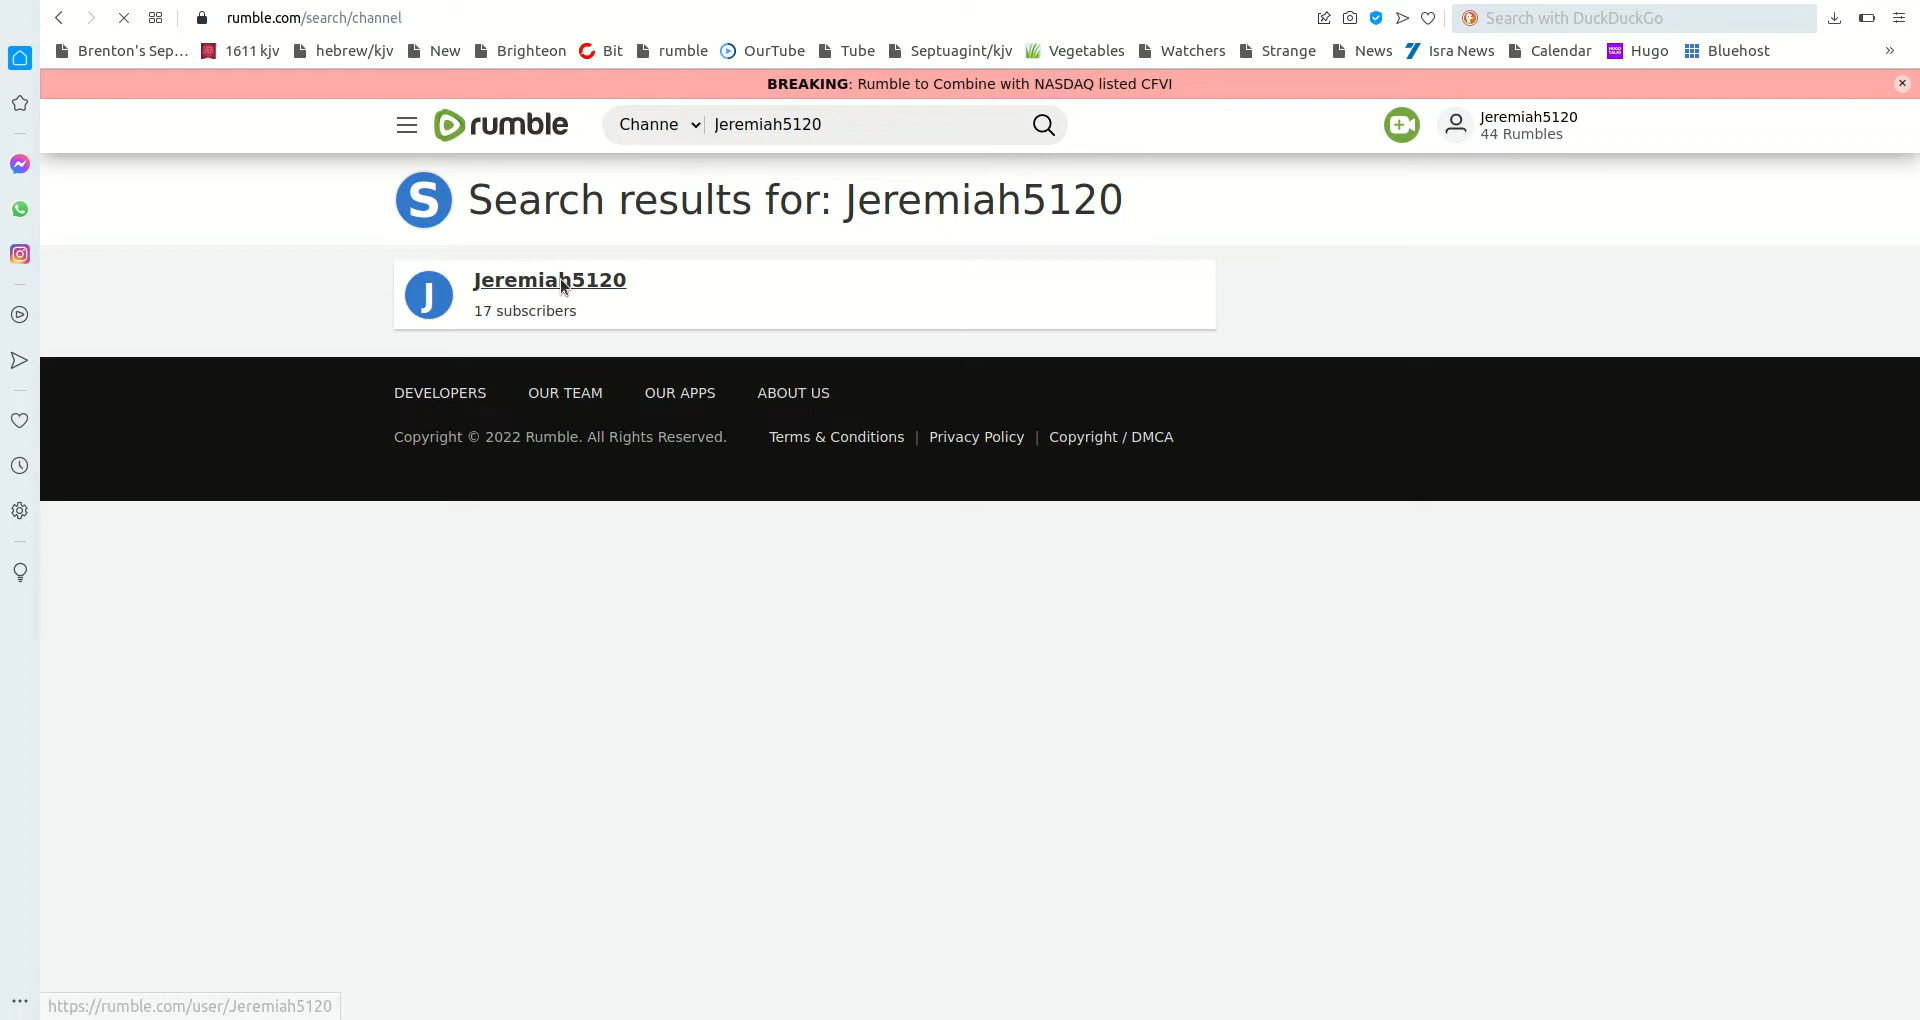 rumble.com/search/channel
Search with DuckDuckGo
Brenton's Sep... 1611 kjv hebrew/kjv New Brighteon Bit rumble OurTube Tube Septuagint/kjv Vegetables Watchers Strange News Isra News Calendar Hugo Bluehost »
BREAKING: Rumble to Combine with NASDAQ listed CFVI
rumble Channe Jeremiah5120
Jeremiah5120
44 Rumbles
S Search results for: Jeremiah5120
J Jeremiah5120
17 subscribers
DEVELOPERS OUR TEAM OUR APPS ABOUT US
Copyright © 2022 Rumble. All Rights Reserved. Terms & Conditions | Privacy Policy | Copyright / DMCA
https://rumble.com/user/Jeremiah5120